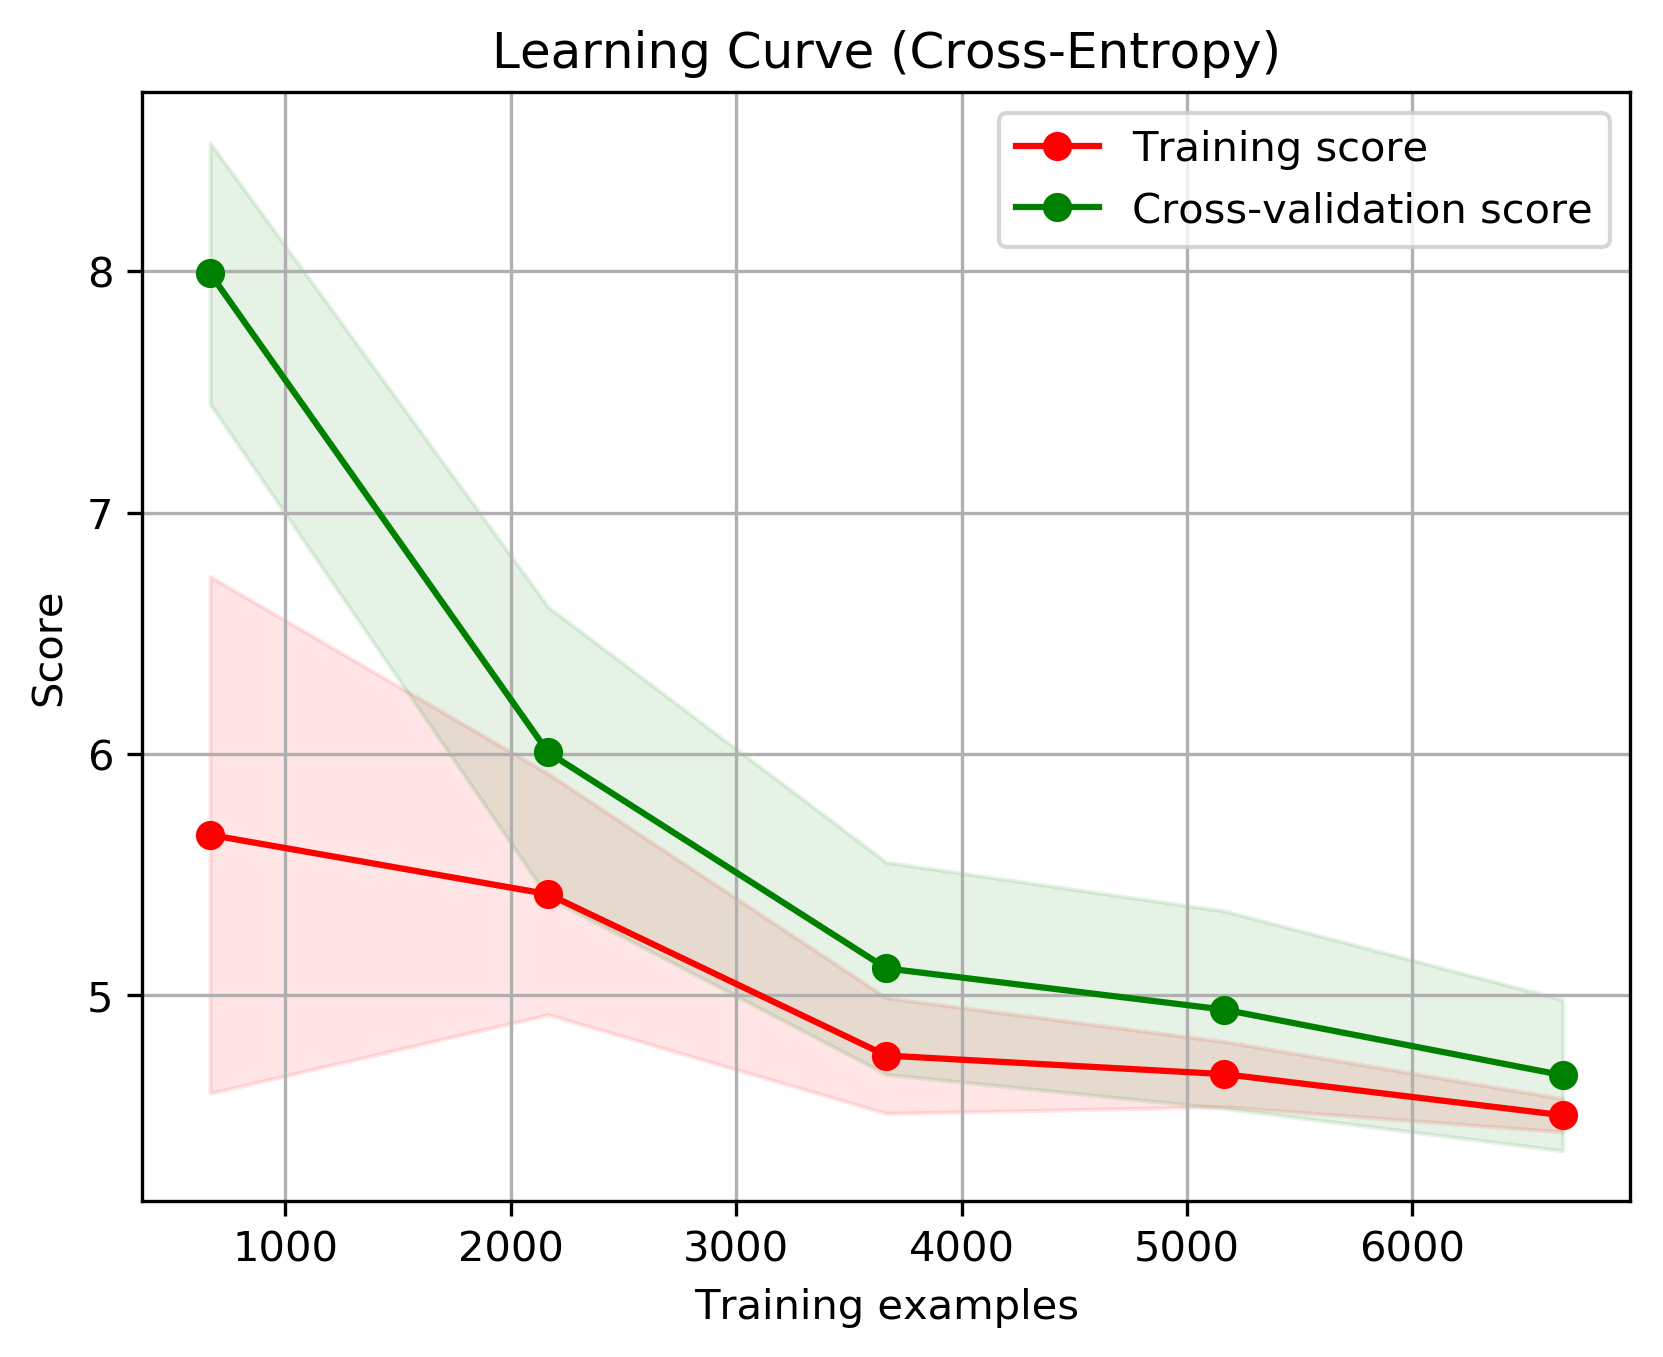 Learning Curve (Cross-Entropy)
Training score
Cross-validation score
8
7
6
5
Score
1000 2000 3000 4000 5000 6000
Training examples